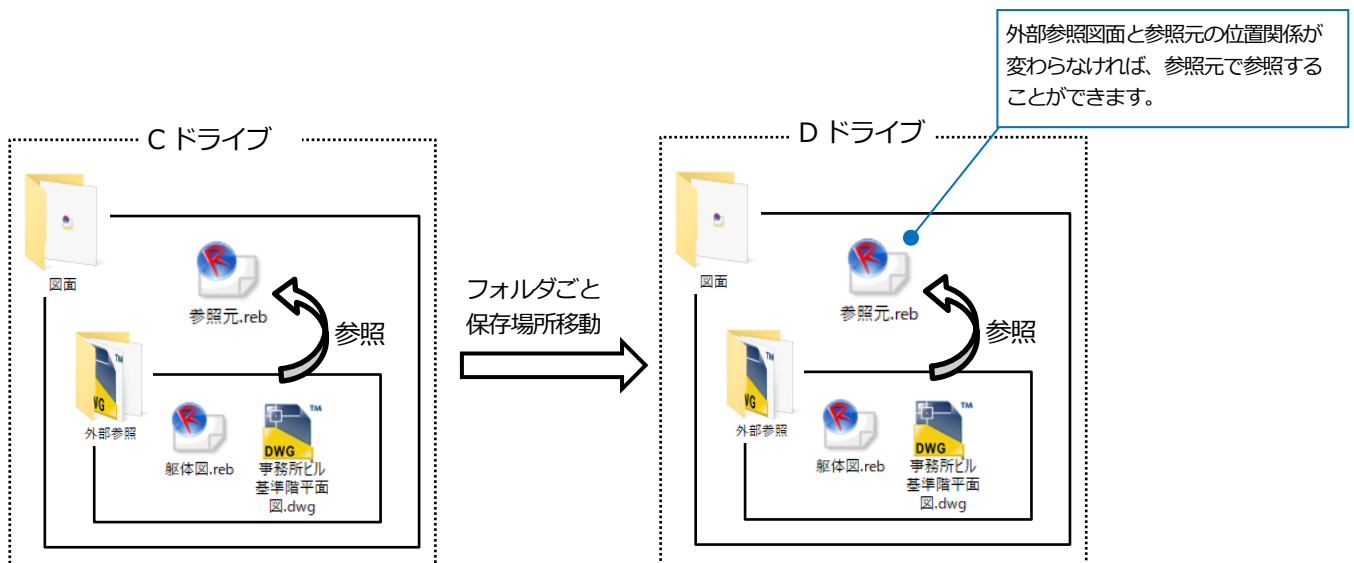 外部参照図面と参照元の位置関係が
変わらなければ、参照元で参照する
ことができます。
C ドライブ
図面
参照元.reb
参照
外部参照
躯体図.reb
TM
DWG
事務所ビル
基準階平面
図.dwg
フォルダごと
保存場所移動
D ドライブ
図面
参照元.reb
参照
外部参照
躯体図.reb
TM
DWG
事務所ビル
基準階平面
図.dwg